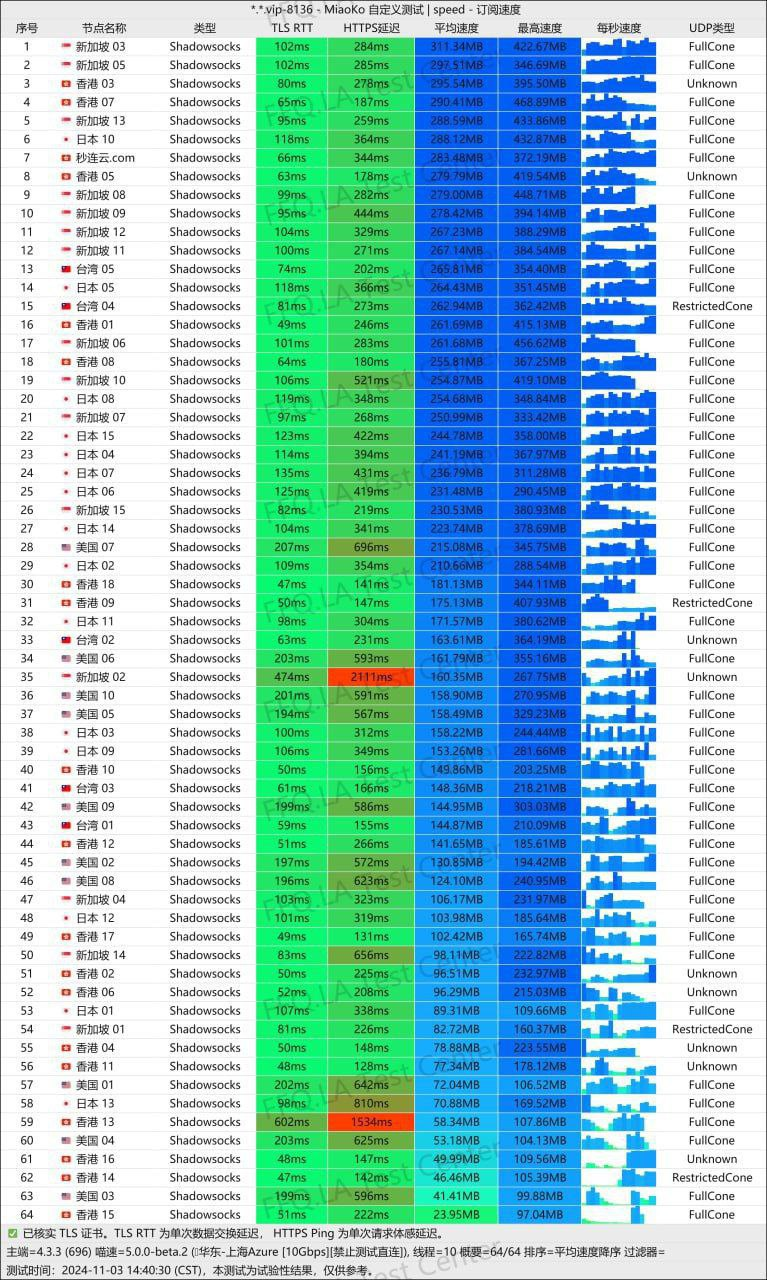 *.*.vip-8136 - MiaoKo 自定义测试 | speed - 订阅速度
序号 节点名称 类型 TLS RTT HTTPS延迟 平均速度 最高速度 每秒速度 UDP类型
1 新加坡 03 Shadowsocks 102ms 284ms 311.34MB 422.67MB FullCone
2 新加坡 05 Shadowsocks 102ms 285ms 297.51MB 346.69MB FullCone
3 香港 03 Shadowsocks 80ms 278ms 295.54MB 395.50MB Unknown
4 香港 07 Shadowsocks 65ms 187ms 290.41MB 468.89MB FullCone
5 新加坡 13 Shadowsocks 95ms 259ms 288.59MB 433.86MB FullCone
6 日本 10 Shadowsocks 118ms 364ms 288.12MB 432.87MB FullCone
7 秒连云.com Shadowsocks 66ms 344ms 283.48MB 372.19MB FullCone
8 香港 05 Shadowsocks 63ms 178ms 279.79MB 419.54MB Unknown
9 新加坡 08 Shadowsocks 99ms 282ms 279.00MB 448.71MB FullCone
10 新加坡 09 Shadowsocks 95ms 444ms 278.42MB 394.14MB FullCone
11 新加坡 12 Shadowsocks 104ms 329ms 267.23MB 388.29MB FullCone
12 新加坡 11 Shadowsocks 100ms 271ms 267.14MB 384.54MB FullCone
13 台湾 05 Shadowsocks 74ms 202ms 265.81MB 354.40MB FullCone
14 日本 05 Shadowsocks 118ms 366ms 264.43MB 351.45MB FullCone
15 台湾 04 Shadowsocks 81ms 273ms 262.94MB 362.42MB RestrictedCone
16 香港 01 Shadowsocks 49ms 246ms 261.69MB 415.13MB FullCone
17 新加坡 06 Shadowsocks 101ms 283ms 261.68MB 456.62MB FullCone
18 香港 08 Shadowsocks 64ms 180ms 255.81MB 367.25MB FullCone
19 新加坡 10 Shadowsocks 106ms 521ms 254.87MB 419.10MB FullCone
20 日本 08 Shadowsocks 119ms 348ms 254.68MB 348.84MB FullCone
21 新加坡 07 Shadowsocks 97ms 268ms 250.99MB 333.42MB FullCone
22 日本 15 Shadowsocks 123ms 422ms 244.78MB 358.00MB FullCone
23 日本 04 Shadowsocks 114ms 394ms 241.19MB 367.97MB FullCone
24 日本 07 Shadowsocks 135ms 431ms 236.79MB 311.28MB FullCone
25 日本 06 Shadowsocks 125ms 419ms 231.48MB 290.45MB FullCone
26 新加坡 15 Shadowsocks 82ms 219ms 230.53MB 380.93MB FullCone
27 日本 14 Shadowsocks 104ms 341ms 223.74MB 378.69MB FullCone
28 美国 07 Shadowsocks 207ms 696ms 215.08MB 345.75MB FullCone
29 日本 02 Shadowsocks 109ms 354ms 210.66MB 288.54MB FullCone
30 香港 18 Shadowsocks 47ms 141ms 181.13MB 344.11MB FullCone
31 香港 09 Shadowsocks 50ms 147ms 175.13MB 407.93MB RestrictedCone
32 日本 11 Shadowsocks 98ms 304ms 171.57MB 380.62MB FullCone
33 台湾 02 Shadowsocks 63ms 231ms 163.61MB 364.19MB Unknown
34 美国 06 Shadowsocks 203ms 593ms 161.79MB 355.16MB FullCone
35 新加坡 02 Shadowsocks 474ms 2111ms 160.35MB 267.75MB Unknown
36 美国 10 Shadowsocks 201ms 591ms 158.90MB 270.95MB FullCone
37 美国 05 Shadowsocks 194ms 567ms 158.49MB 329.23MB FullCone
38 日本 03 Shadowsocks 100ms 312ms 158.22MB 244.44MB FullCone
39 日本 09 Shadowsocks 106ms 349ms 153.26MB 281.66MB FullCone
40 香港 10 Shadowsocks 50ms 156ms 149.86MB 203.25MB FullCone
41 台湾 03 Shadowsocks 61ms 166ms 148.36MB 218.21MB FullCone
42 美国 09 Shadowsocks 199ms 586ms 144.95MB 303.03MB FullCone
43 台湾 01 Shadowsocks 59ms 155ms 144.87MB 210.09MB FullCone
44 香港 12 Shadowsocks 51ms 266ms 141.65MB 185.61MB FullCone
45 美国 02 Shadowsocks 197ms 572ms 130.85MB 194.42MB FullCone
46 美国 08 Shadowsocks 196ms 623ms 124.10MB 240.95MB FullCone
47 新加坡 04 Shadowsocks 103ms 323ms 106.17MB 231.97MB FullCone
48 日本 12 Shadowsocks 101ms 319ms 103.98MB 185.64MB FullCone
49 香港 17 Shadowsocks 49ms 131ms 102.42MB 165.74MB FullCone
50 新加坡 14 Shadowsocks 83ms 656ms 98.11MB 222.82MB FullCone
51 香港 02 Shadowsocks 50ms 225ms 96.51MB 232.97MB Unknown
52 香港 06 Shadowsocks 52ms 208ms 96.29MB 215.03MB Unknown
53 日本 01 Shadowsocks 107ms 338ms 89.31MB 109.66MB FullCone
54 新加坡 01 Shadowsocks 81ms 226ms 82.72MB 160.37MB RestrictedCone
55 香港 04 Shadowsocks 50ms 148ms 78.88MB 223.55MB Unknown
56 香港 11 Shadowsocks 48ms 128ms 77.34MB 178.12MB Unknown
57 美国 01 Shadowsocks 202ms 642ms 72.04MB 106.52MB FullCone
58 日本 13 Shadowsocks 98ms 810ms 70.88MB 169.52MB FullCone
59 香港 13 Shadowsocks 602ms 1534ms 58.34MB 107.86MB FullCone
60 美国 04 Shadowsocks 203ms 625ms 53.18MB 104.13MB FullCone
61 香港 16 Shadowsocks 48ms 147ms 49.99MB 109.56MB Unknown
62 香港 14 Shadowsocks 47ms 142ms 46.46MB 105.39MB RestrictedCone
63 美国 03 Shadowsocks 199ms 596ms 41.41MB 99.88MB FullCone
64 香港 15 Shadowsocks 51ms 222ms 23.95MB 97.04MB FullCone
✅ 已核实 TLS 证书。TLS RTT 为单次数据交换延迟， HTTPS Ping 为单次请求体感延迟。
主端=4.3.3 (696) 喵速=5.0.0-beta.2 (华东-上海Azure [10Gbps][禁止测试直连]), 线程=10 概要=64/64 排序=平均速度降序 过滤器=
测试时间：2024-11-03 14:40:30 (CST)，本测试为试验性结果，仅供参考。